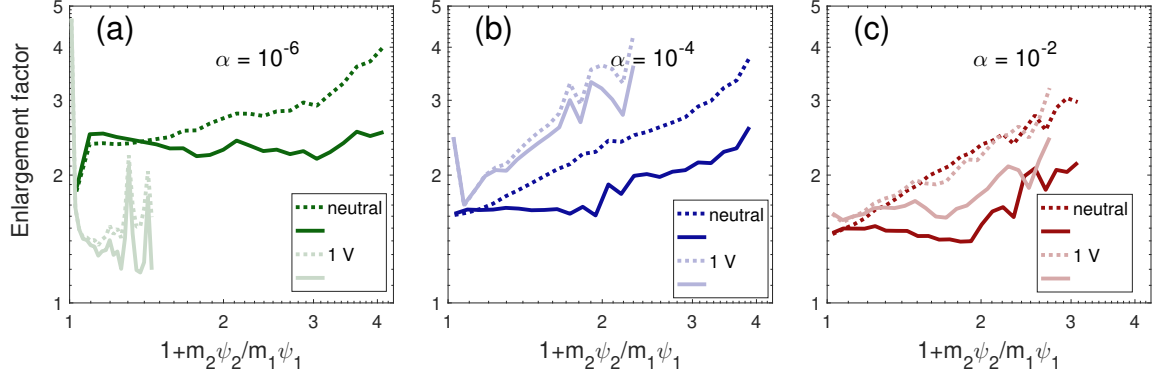 (a)
α = 10^-6
Enlargement factor
5
4
3
2
1
neutral
1 V
1
2
3
4
1+m₂ψ₂/m₁ψ₁
(b)
α = 10^-4
5
4
3
2
1
neutral
1 V
1
2
3
4
1+m₂ψ₂/m₁ψ₁
(c)
α = 10^-2
5
4
3
2
1
neutral
1 V
1
2
3
4
1+m₂ψ₂/m₁ψ₁